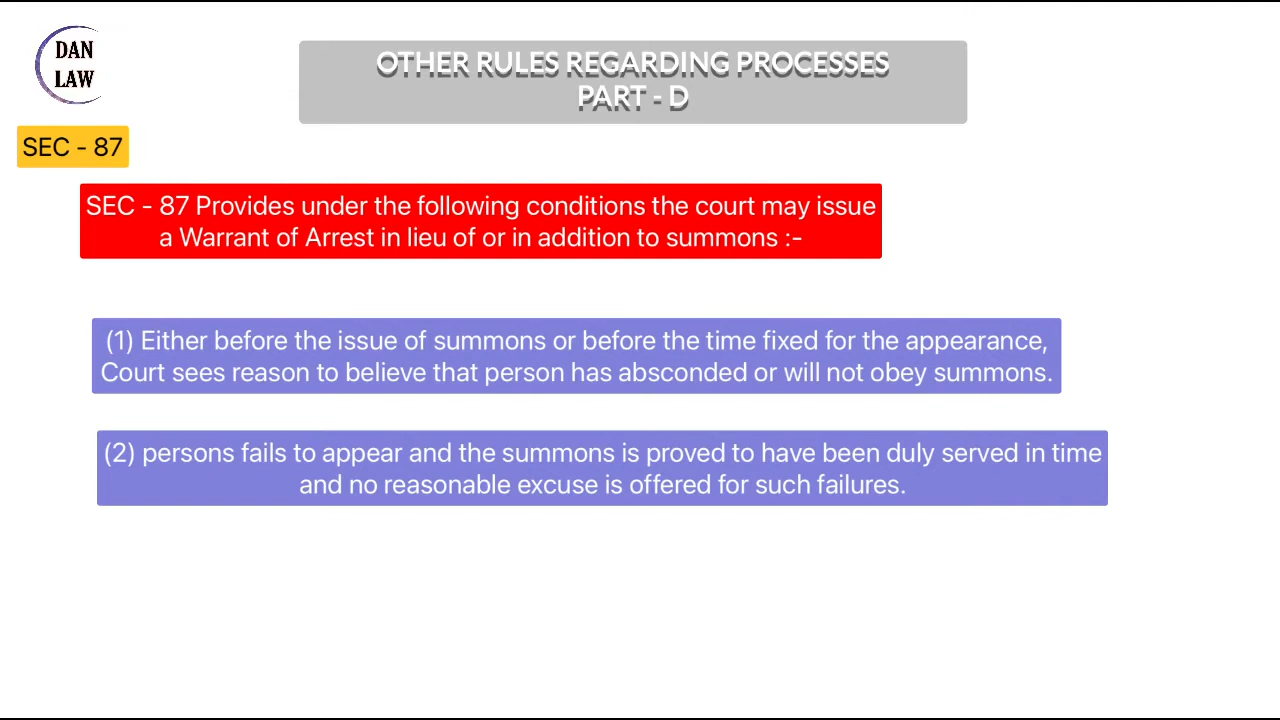 DAN
LAW
OTHER RULES REGARDING PROCESSES
PART - D
SEC - 87
SEC - 87 Provides under the following conditions the court may issue
a Warrant of Arrest in lieu of or in addition to summons :-
(1) Either before the issue of summons or before the time fixed for the appearance,
Court sees reason to believe that person has absconded or will not obey summons.
(2) persons fails to appear and the summons is proved to have been duly served in time
and no reasonable excuse is offered for such failures.